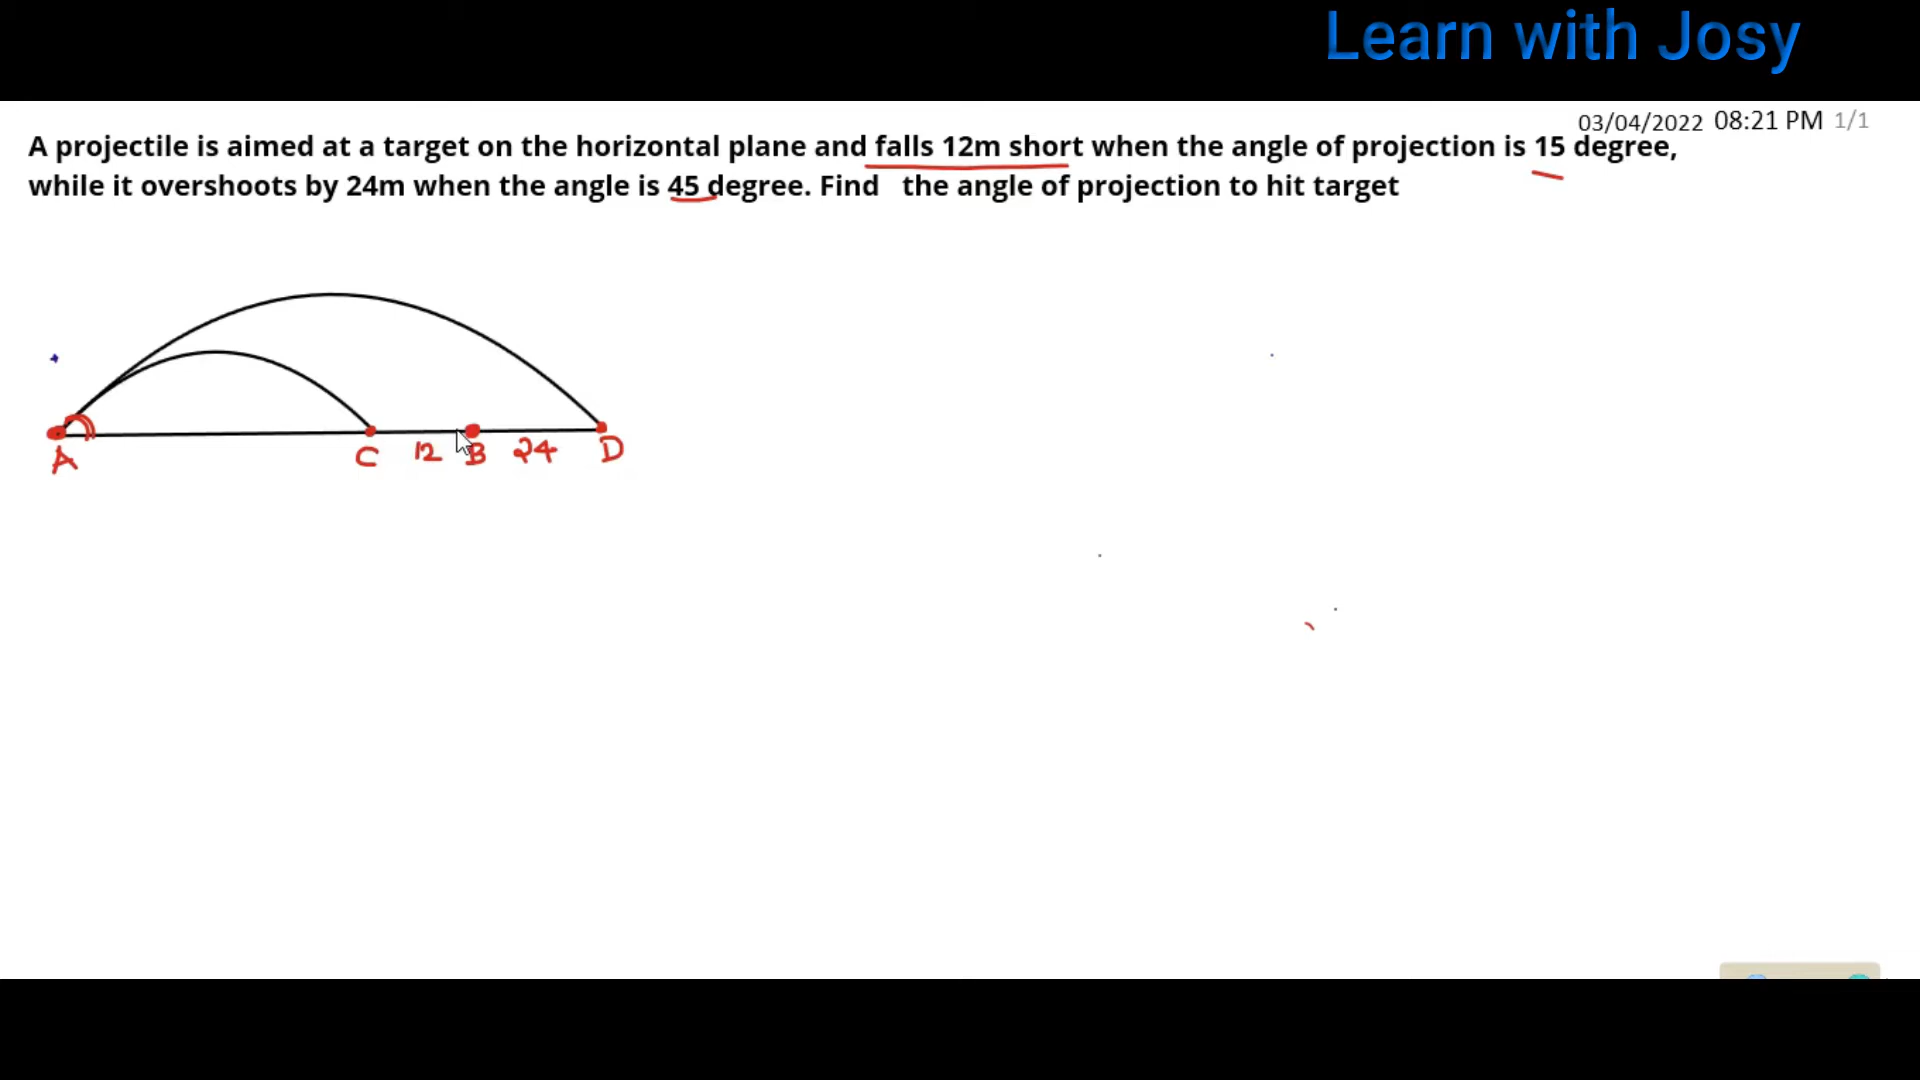 Learn with Josy
03/04/2022 08:21 PM 1/1
A projectile is aimed at a target on the horizontal plane and falls 12m short when the angle of projection is 15 degree,
while it overshoots by 24m when the angle is 45 degree. Find the angle of projection to hit target
A C 12 B 24 D